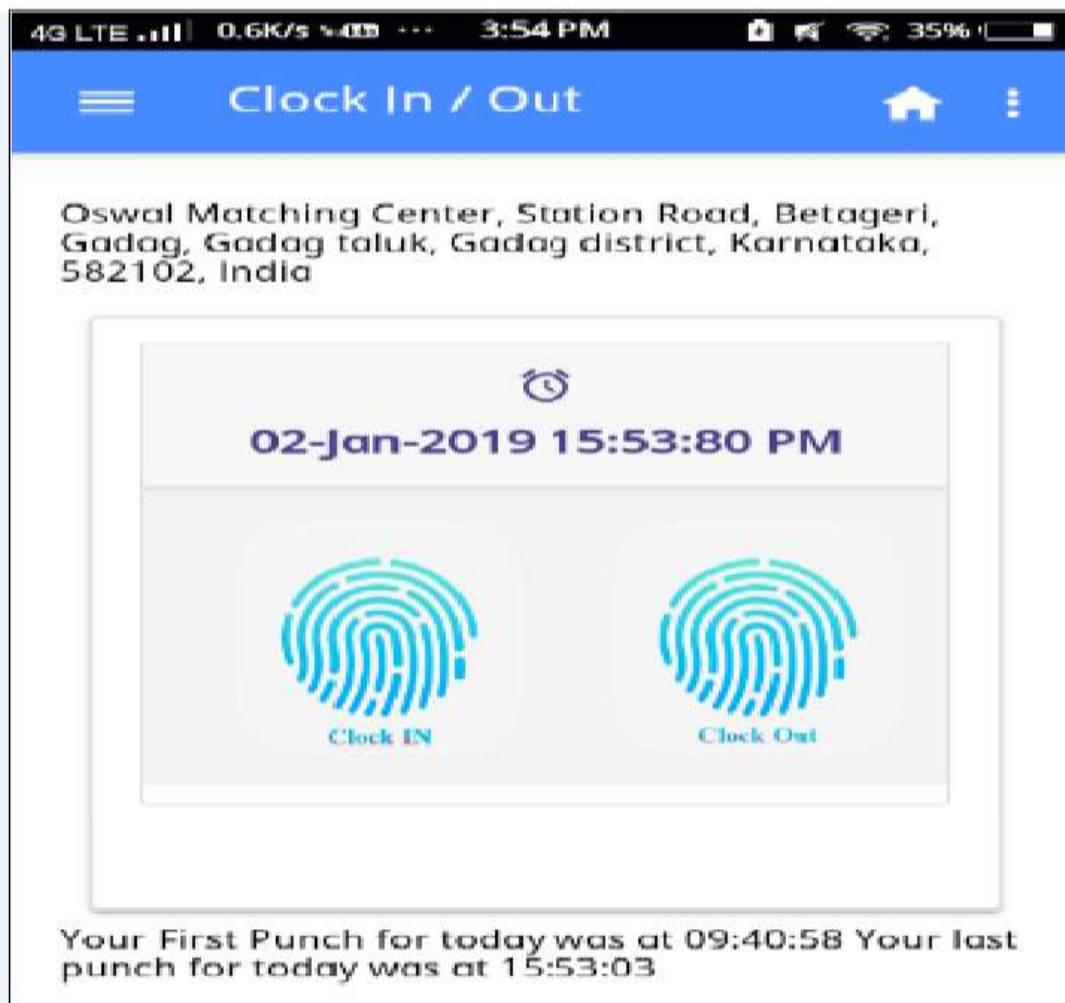 4G LTE 0.6K/s ··· 3:54 PM 35%
Clock In / Out
Oswal Matching Center, Station Road, Betageri,
Gadag, Gadag taluk, Gadag district, Karnataka,
582102, India
02-Jan-2019 15:53:80 PM
Clock IN Clock Out
Your First Punch for today was at 09:40:58 Your last
punch for today was at 15:53:03